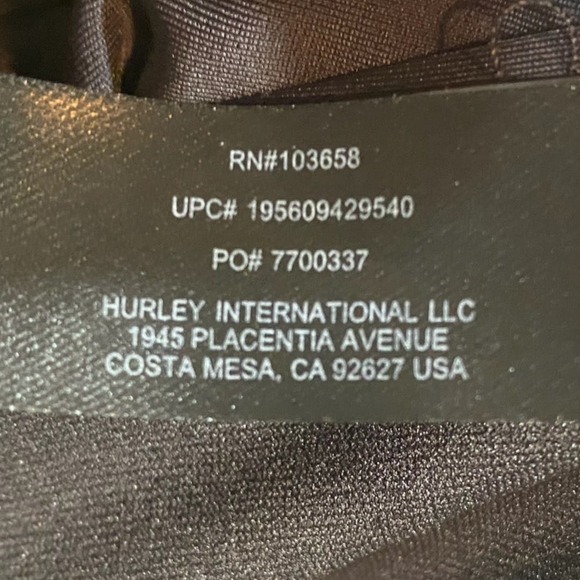 RN#103658
UPC# 195609429540
PO# 7700337
HURLEY INTERNATIONAL LLC
1945 PLACENTIA AVENUE
COSTA MESA, CA 92627 USA